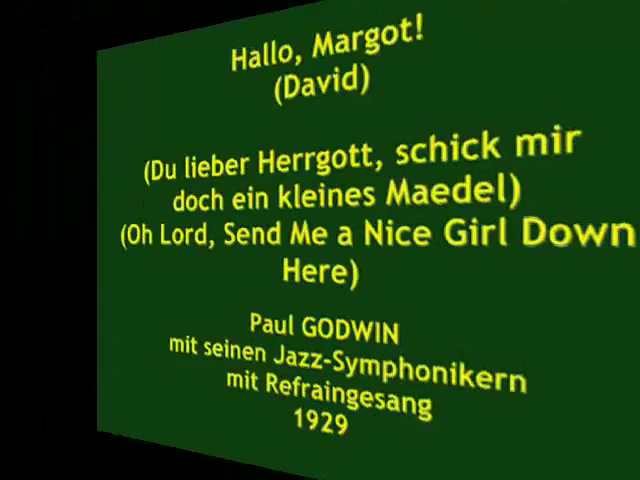 Hallo, Margot!
(David)
(Du lieber Herrgott, schick mir
doch ein kleines Maedel)
(Oh Lord, Send Me a Nice Girl Down
Here)
Paul GODWIN
mit seinen Jazz-Symphonikern
mit Refraingesang
1929